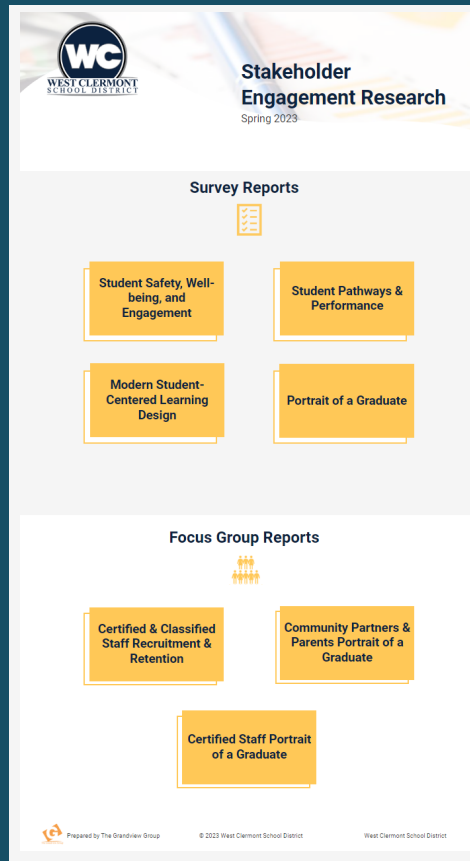 WC
WEST CLERMONT
SCHOOL DISTRICT
Stakeholder
Engagement Research
Spring 2023
Survey Reports
Student Safety, Well-
being, and
Engagement
Student Pathways &
Performance
Modern Student-
Centered Learning
Design
Portrait of a Graduate
Focus Group Reports
Certified & Classified
Staff Recruitment &
Retention
Community Partners &
Parents Portrait of a
Graduate
Certified Staff Portrait
of a Graduate
Prepared by The Grandview Group
© 2023 West Clermont School District
West Clermont School District